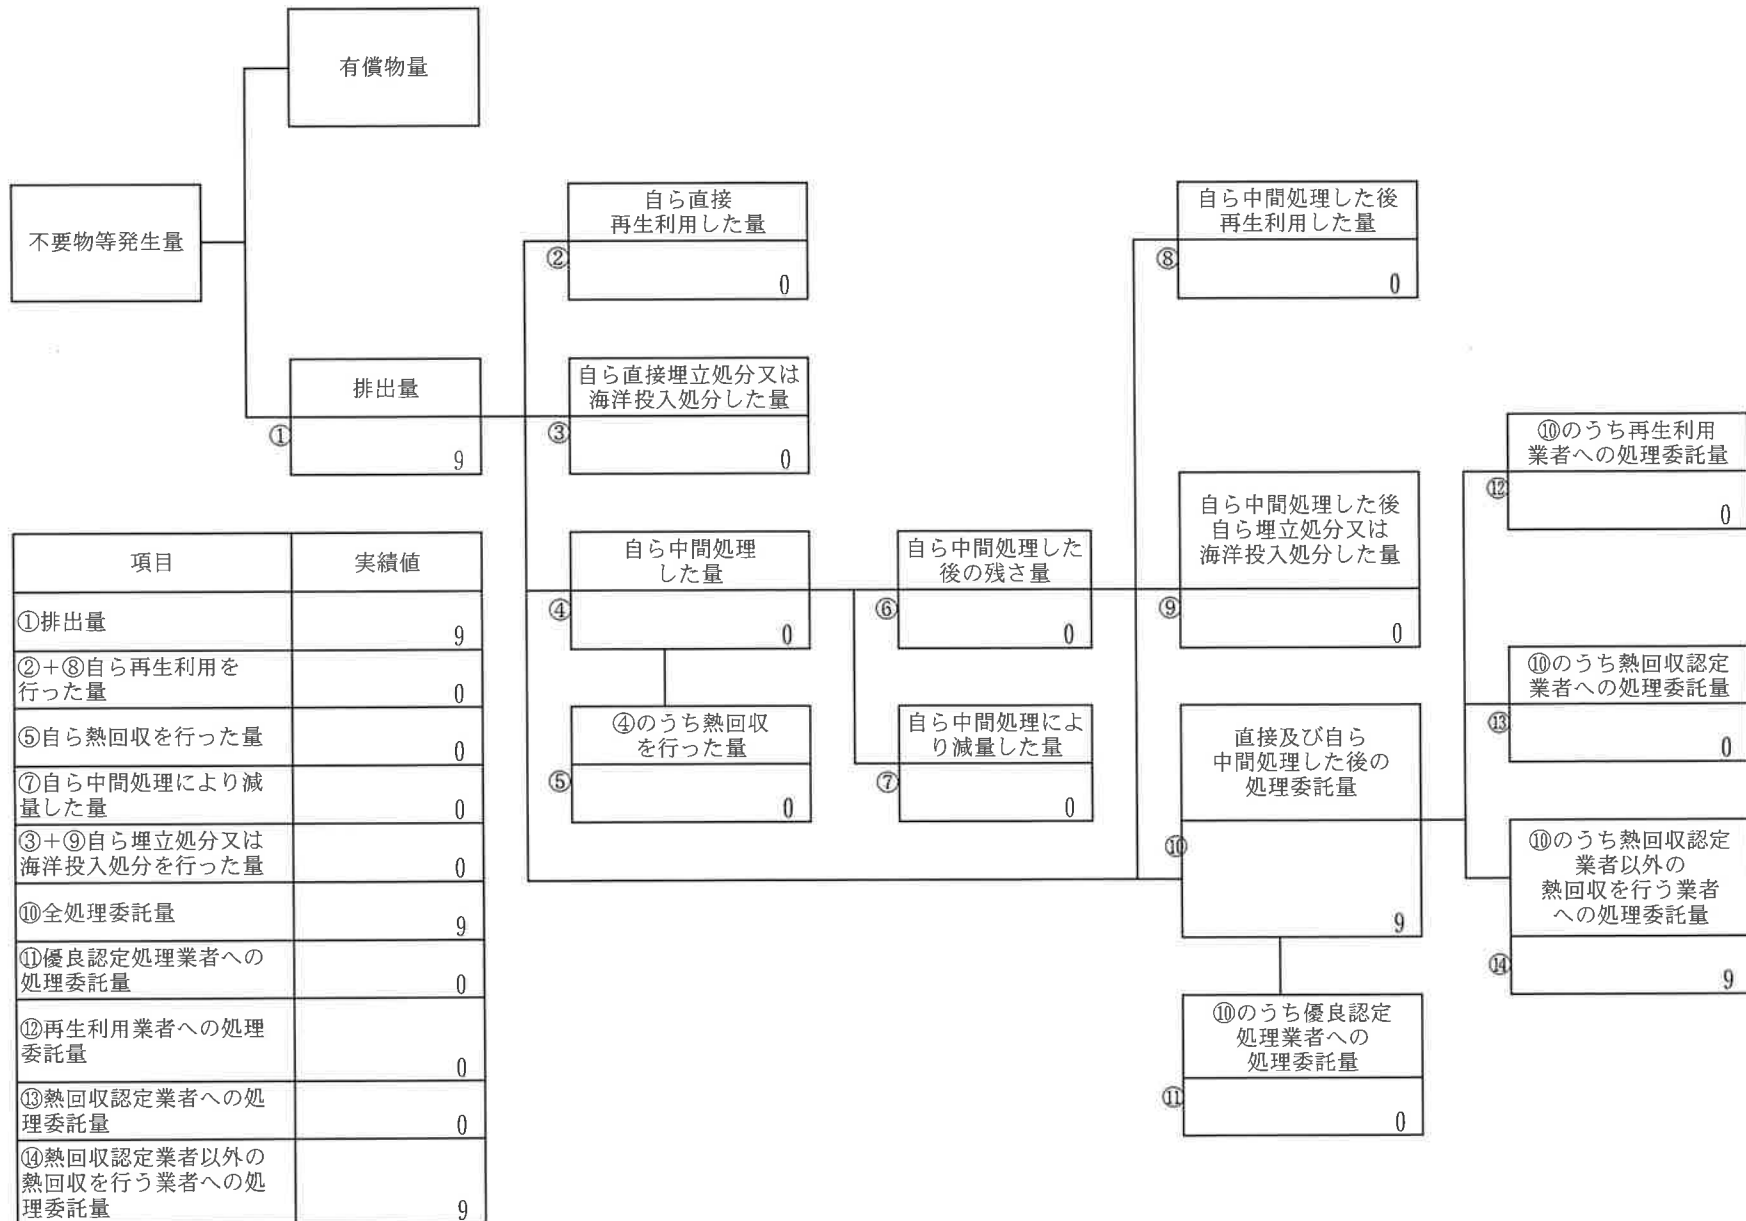 有償物量
不要物等発生量
排出量
①
9
自ら直接
再生利用した量
②
0
自ら直接埋立処分又は
海洋投入処分した量
③
0
自ら中間処理
した量
④
0
④のうち熱回収
を行った量
⑤
0
自ら中間処理した
後の残さ量
⑥
0
自ら中間処理によ
り減量した量
⑦
0
自ら中間処理した後
再生利用した量
⑧
0
自ら中間処理した後
自ら埋立処分又は
海洋投入処分した量
⑨
0
直接及び自ら
中間処理した後の
処理委託量
⑩
9
⑩のうち優良認定
処理業者への
処理委託量
⑪
0
⑩のうち再生利用
業者への処理委託量
⑫
0
⑩のうち熱回収認定
業者への処理委託量
⑬
0
⑩のうち熱回収認定
業者以外の
熱回収を行う業者
への処理委託量
⑭
9
項目 実績値
①排出量 9
②+⑧自ら再生利用を
行った量 0
⑤自ら熱回収を行った量 0
⑦自ら中間処理により減
量した量 0
③+⑨自ら埋立処分又は
海洋投入処分を行った量 0
⑩全処理委託量 9
⑪優良認定処理業者への
処理委託量 0
⑫再生利用業者への処理
委託量 0
⑬熱回収認定業者への処
理委託量 0
⑭熱回収認定業者以外の
熱回収を行う業者への処
理委託量 9